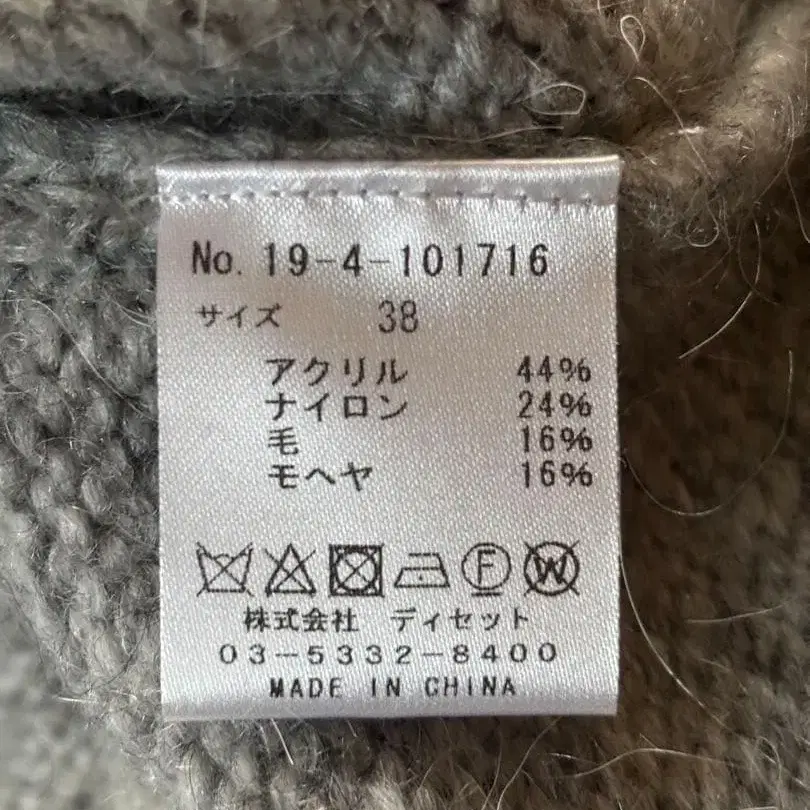 No. 19-4-101716
サイズ 38
アクリル 44%
ナイロン 24%
毛 16%
モヘヤ 16%
F W
株式会社 ディセット
03-5332-8400
MADE IN CHINA